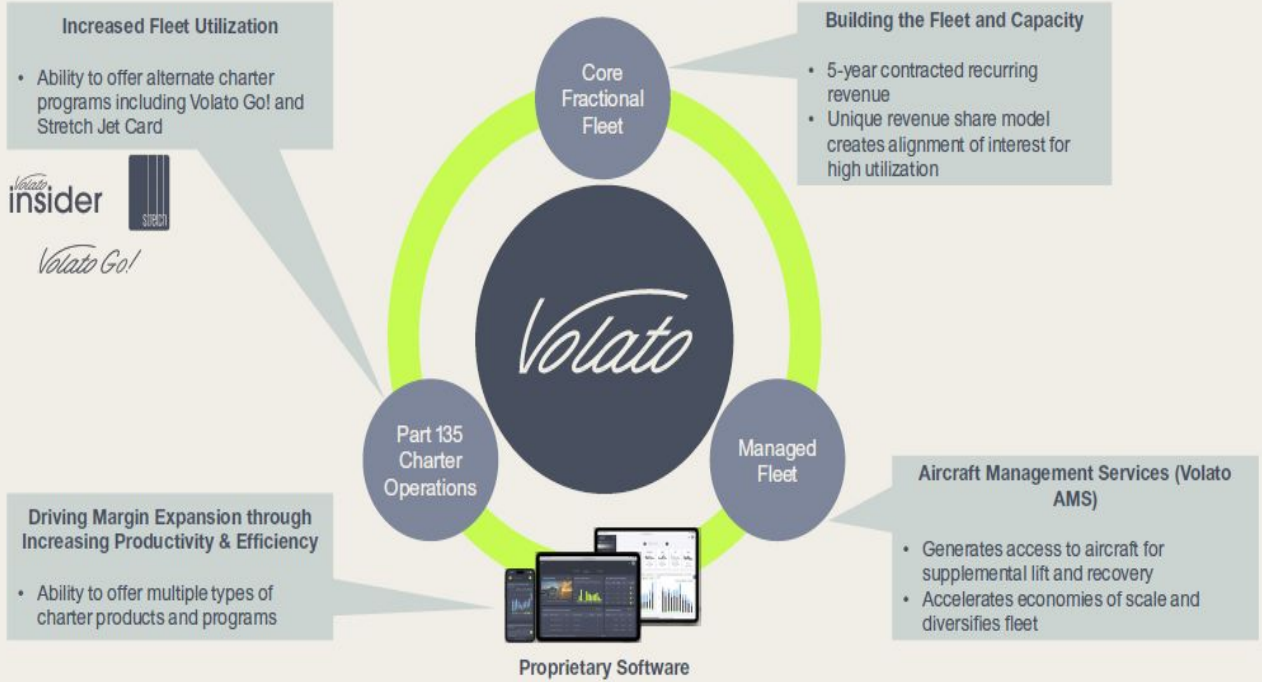 Increased Fleet Utilization
• Ability to offer alternate charter
programs including Volato Go! and
Stretch Jet Card
Volato
insider
stretch
Volato Go!
Core
Fractional
Fleet
Building the Fleet and Capacity
• 5-year contracted recurring
revenue
• Unique revenue share model
creates alignment of interest for
high utilization
Volato
Part 135
Charter
Operations
Managed
Fleet
Driving Margin Expansion through
Increasing Productivity & Efficiency
• Ability to offer multiple types of
charter products and programs
Aircraft Management Services (Volato
AMS)
• Generates access to aircraft for
supplemental lift and recovery
• Accelerates economies of scale and
diversifies fleet
Proprietary Software